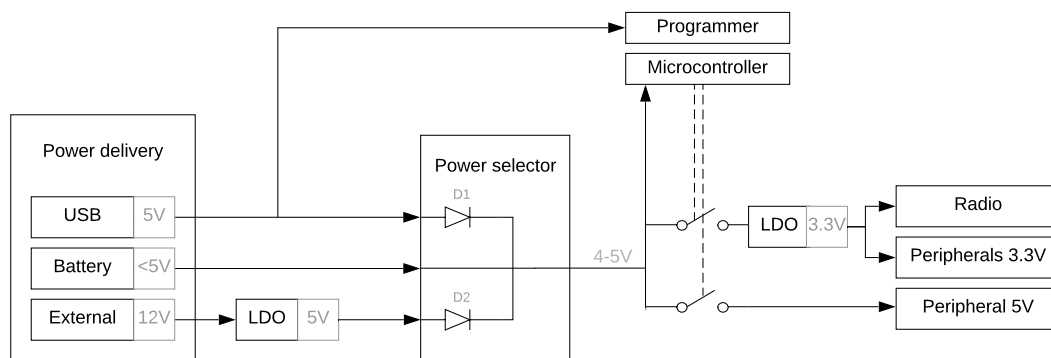 Programmer
Microcontroller
Power delivery
Power selector
USB 5V
D1
Battery <5V
External 12V
LDO 5V
D2
4-5V
LDO 3.3V
Radio
Peripherals 3.3V
Peripheral 5V